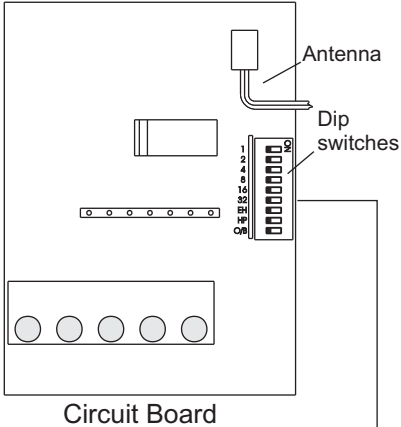 Antenna
Dip
switches
ON
1
2
4
8
16
32
EH
HP
O/B
Circuit Board